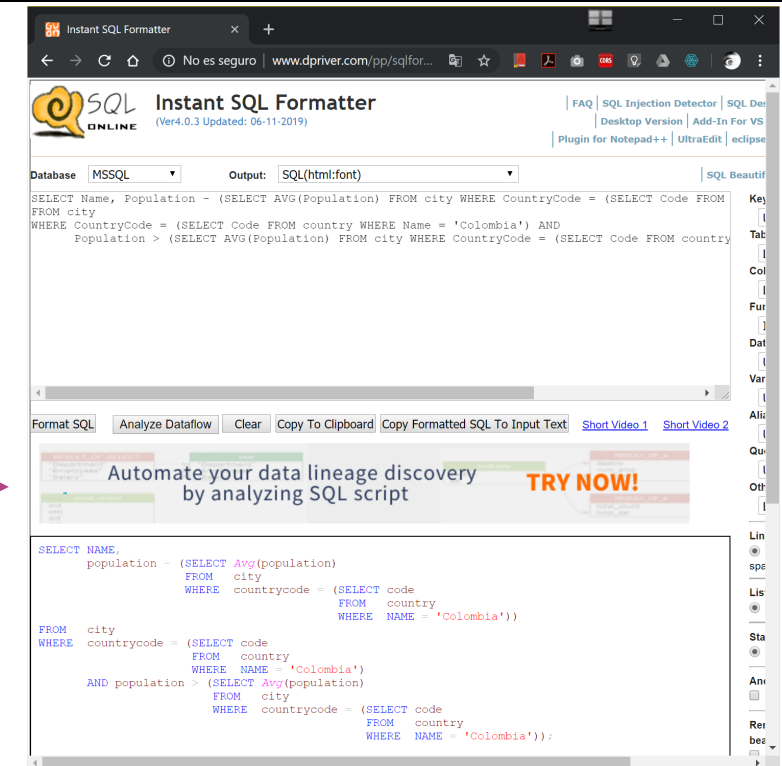 Instant SQL Formatter
No es seguro | www.dpriver.com/pp/sqlfor...
CORS
SQL ONLINE
Instant SQL Formatter
(Ver4.0.3 Updated: 06-11-2019)
FAQ | SQL Injection Detector | SQL Des
Desktop Version | Add-In For VS
Plugin for Notepad++ | UltraEdit | eclipse
Database MSSQL Output: SQL(html:font) SQL Beautif
SELECT Name, Population - (SELECT AVG(Population) FROM city WHERE CountryCode = (SELECT Code FROM
FROM city
WHERE CountryCode = (SELECT Code FROM country WHERE Name = 'Colombia') AND
Population > (SELECT AVG(Population) FROM city WHERE CountryCode = (SELECT Code FROM country
Key
Tab
Col
Fun
Dat
Var
Alia
Quo
Oth
Format SQL Analyze Dataflow Clear Copy To Clipboard Copy Formatted SQL To Input Text Short Video 1 Short Video 2
Automate your data lineage discovery
by analyzing SQL script
TRY NOW!
SELECT NAME,
population - (SELECT Avg(population)
FROM city
WHERE countrycode = (SELECT code
FROM country
WHERE NAME = 'Colombia'))
FROM city
WHERE countrycode = (SELECT code
FROM country
WHERE NAME = 'Colombia')
AND population > (SELECT Avg(population)
FROM city
WHERE countrycode = (SELECT code
FROM country
WHERE NAME = 'Colombia'));
Lin
spa
Lis
Sta
And
Rer
bea